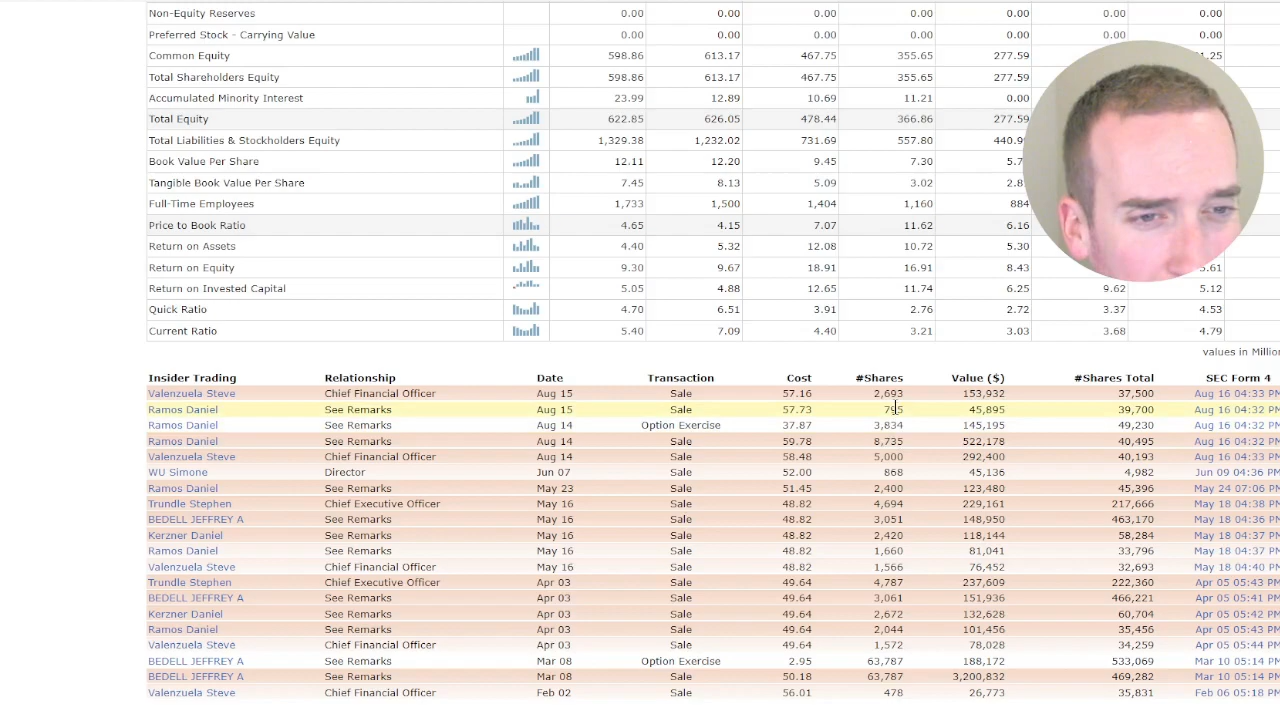 Non-Equity Reserves 0.00 0.00 0.00 0.00 0.00 0.00 0.00
Preferred Stock - Carrying Value 0.00 0.00 0.00 0.00 0.00 0.00 0.00
Common Equity 598.86 613.17 467.75 355.65 277.59
Total Shareholders Equity 598.86 613.17 467.75 355.65 277.59
Accumulated Minority Interest 23.99 12.89 10.69 11.21 0.00
Total Equity 622.85 626.05 478.44 366.86 277.59
Total Liabilities & Stockholders Equity 1,329.38 1,232.02 731.69 557.80
Book Value Per Share 12.11 12.20 9.45 7.30
Tangible Book Value Per Share 7.45 8.13 5.09 3.02
Full-Time Employees 1,733 1,500 1,404 1,160 884
Price to Book Ratio 4.65 4.15 7.07 11.62 6.16
Return on Assets 4.40 5.32 12.08 10.72 5.30
Return on Equity 9.30 9.67 18.91 16.91 8.43
Return on Invested Capital 5.05 4.88 12.65 11.74 6.25 9.62 5.12
Quick Ratio 4.70 6.51 3.91 2.76 2.72 3.37 4.53
Current Ratio 5.40 7.09 4.40 3.21 3.03 3.68 4.79
values in
Insider Trading Relationship Date Transaction Cost #Shares Value ($) #Shares Total SEC Form 4
Valenzuela Steve Chief Financial Officer Aug 15 Sale 57.16 2,693 153,932 37,500 Aug 16 04:33 PM
Ramos Daniel See Remarks Aug 15 Sale 57.73 795 45,895 39,700 Aug 16 04:32 PM
Ramos Daniel See Remarks Aug 14 Option Exercise 37.87 3,834 145,195 49,230 Aug 16 04:32 PM
Ramos Daniel See Remarks Aug 14 Sale 59.78 8,735 522,178 40,495 Aug 16 04:32 PM
Valenzuela Steve Chief Financial Officer Aug 14 Sale 58.48 5,000 292,400 40,193 Aug 16 04:32 PM
WU Simone Director Jun 07 Sale 52.00 868 45,136 4,982 Jun 09 04:36 PM
Ramos Daniel See Remarks May 23 Sale 51.45 2,400 123,480 45,396 May 24 07:06 PM
Trundle Stephen Chief Executive Officer May 16 Sale 48.82 4,694 229,161 217,666 May 18 04:38 PM
BEDELL JEFFREY A See Remarks May 16 Sale 48.82 3,051 148,950 463,170 May 18 04:36 PM
Kerzner Daniel See Remarks May 16 Sale 48.82 2,420 118,144 58,284 May 18 04:37 PM
Ramos Daniel See Remarks May 16 Sale 48.82 1,660 81,041 33,796 May 18 04:37 PM
Valenzuela Steve Chief Financial Officer May 16 Sale 48.82 1,566 76,452 32,693 May 18 04:40 PM
Trundle Stephen Chief Executive Officer Apr 03 Sale 49.64 4,787 237,609 222,360 Apr 05 05:43 PM
BEDELL JEFFREY A See Remarks Apr 03 Sale 49.64 3,061 151,936 466,221 Apr 05 05:41 PM
Kerzner Daniel See Remarks Apr 03 Sale 49.64 2,672 132,628 60,704 Apr 05 05:42 PM
Ramos Daniel See Remarks Apr 03 Sale 49.64 2,044 101,456 35,456 Apr 05 05:43 PM
Valenzuela Steve Chief Financial Officer Apr 03 Sale 49.64 1,572 78,028 34,259 Apr 05 05:44 PM
BEDELL JEFFREY A See Remarks Mar 08 Option Exercise 2.95 63,787 188,172 533,069 Mar 10 05:14 PM
BEDELL JEFFREY A See Remarks Mar 08 Sale 50.18 63,787 3,200,832 469,282 Mar 10 05:14 PM
Valenzuela Steve Chief Financial Officer Feb 02 Sale 56.01 478 26,773 35,831 Feb 06 05:18 PM